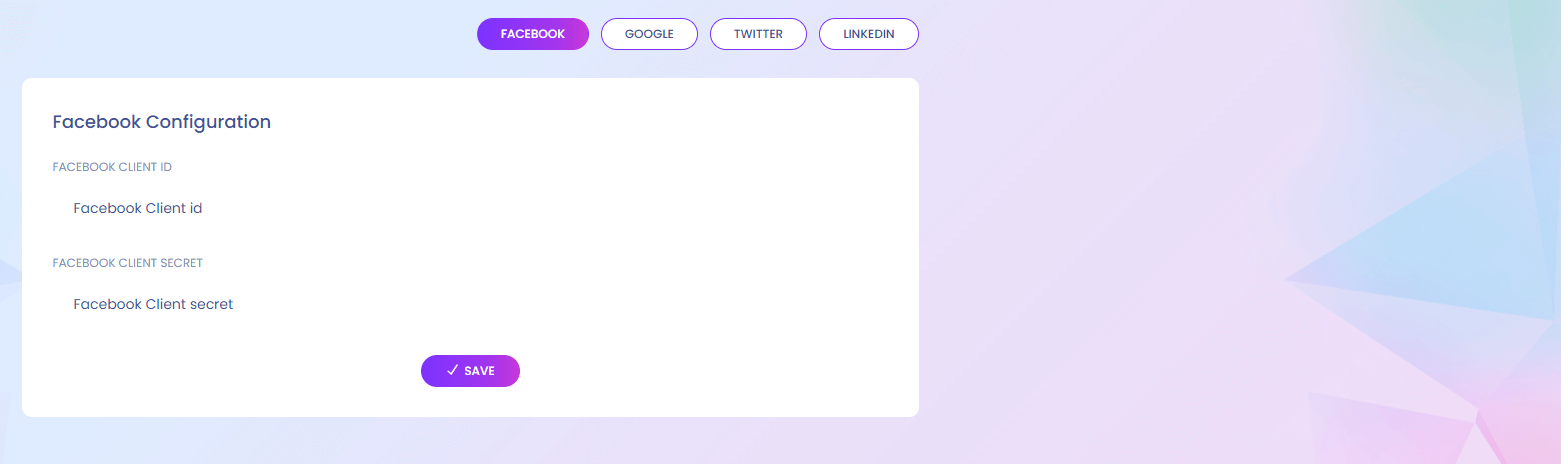 FACEBOOK GOOGLE TWITTER LINKEDIN
Facebook Configuration
FACEBOOK CLIENT ID
Facebook Client id
FACEBOOK CLIENT SECRET
Facebook Client secret
SAVE